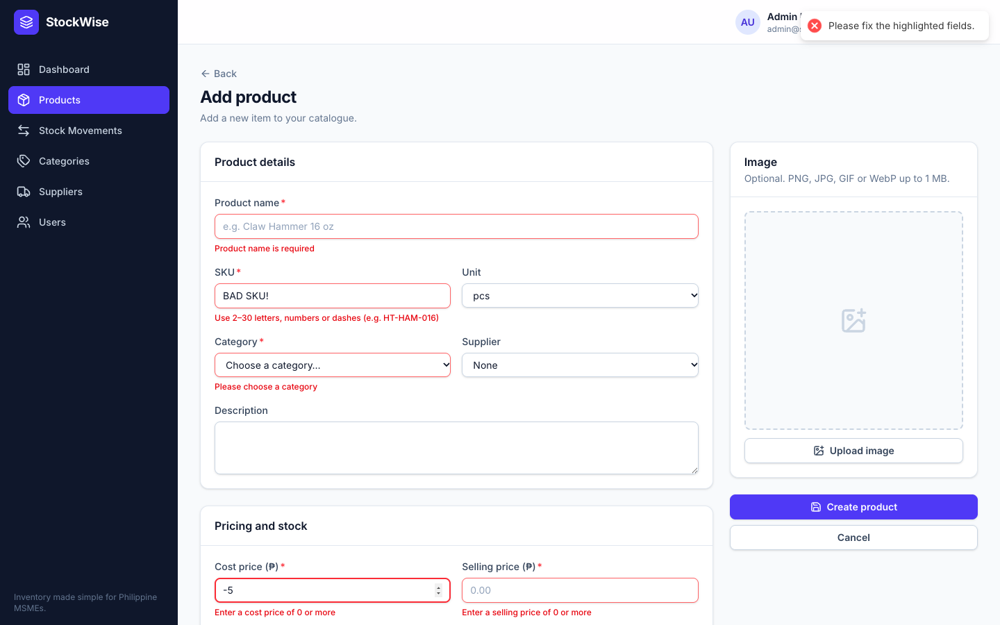 StockWise
Dashboard
Products
Stock Movements
Categories
Suppliers
Users
Inventory made simple for Philippine
MSMEs.
AU
Admin
admin@s
Please fix the highlighted fields.
Back
Add product
Add a new item to your catalogue.
Product details
Product name*
e.g. Claw Hammer 16 oz
Product name is required
SKU*
Unit
BAD SKU!
pcs
Use 2–30 letters, numbers or dashes (e.g. HT-HAM-016)
Category*
Supplier
Choose a category...
None
Please choose a category
Description
Pricing and stock
Cost price (₱)*
Selling price (₱)*
-5
0.00
Enter a cost price of 0 or more
Enter a selling price of 0 or more
Image
Optional. PNG, JPG, GIF or WebP up to 1 MB.
Upload image
Create product
Cancel